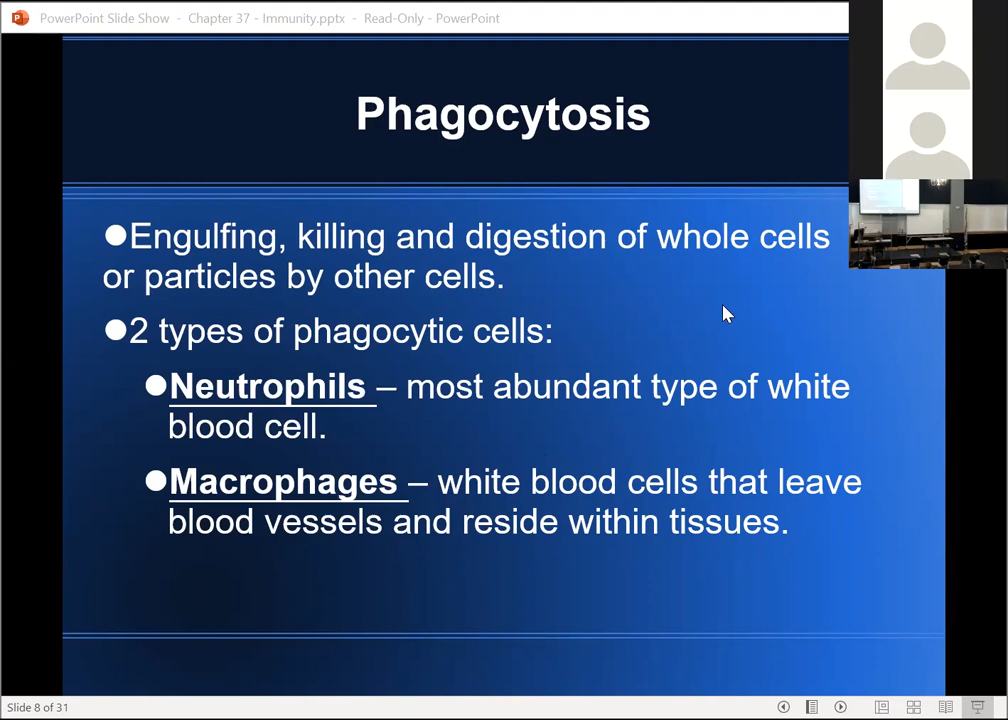 PowerPoint Slide Show - Chapter 37 - Immunity.pptx - Read-Only - PowerPoint
Phagocytosis
●Engulfing, killing and digestion of whole cells
or particles by other cells.
●2 types of phagocytic cells:
●Neutrophils – most abundant type of white
blood cell.
●Macrophages – white blood cells that leave
blood vessels and reside within tissues.
Slide 8 of 31